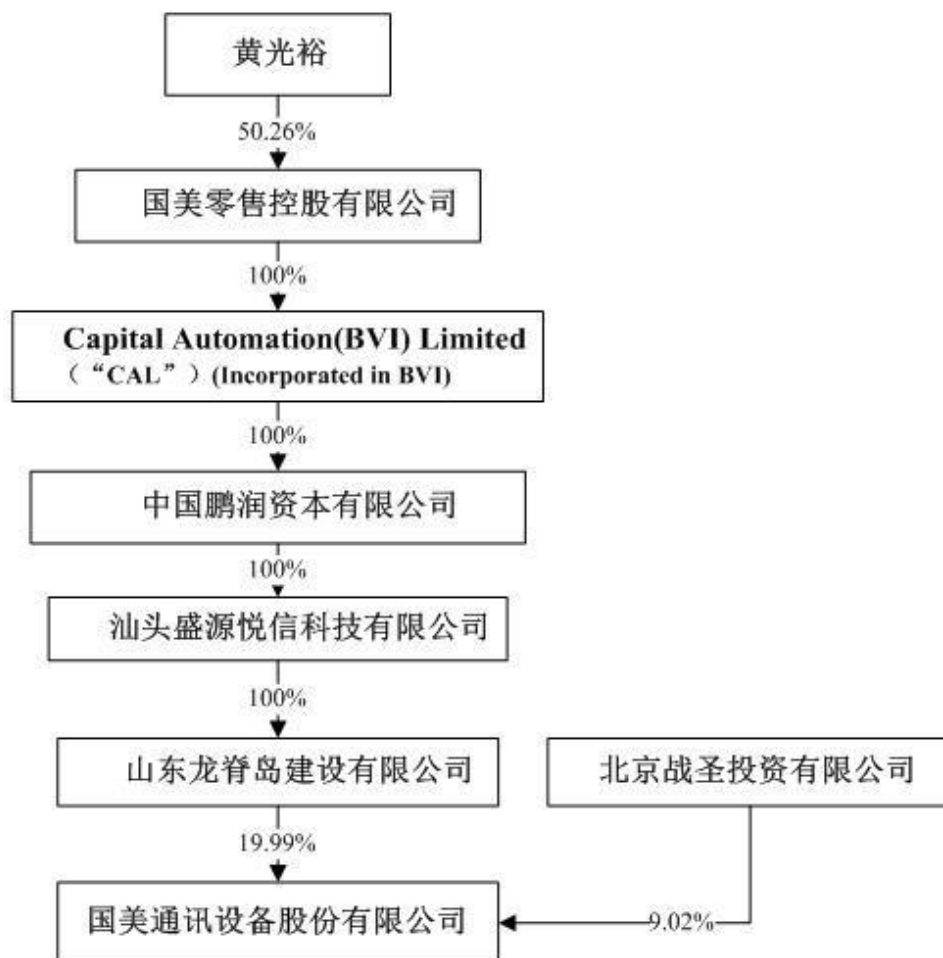 黄光裕
50.26%
国美零售控股有限公司
100%
Capital Automation(BVI) Limited
（“CAL”）(Incorporated in BVI)
100%
中国鹏润资本有限公司
100%
汕头盛源悦信科技有限公司
100%
山东龙脊岛建设有限公司
北京战圣投资有限公司
19.99%
国美通讯设备股份有限公司
9.02%